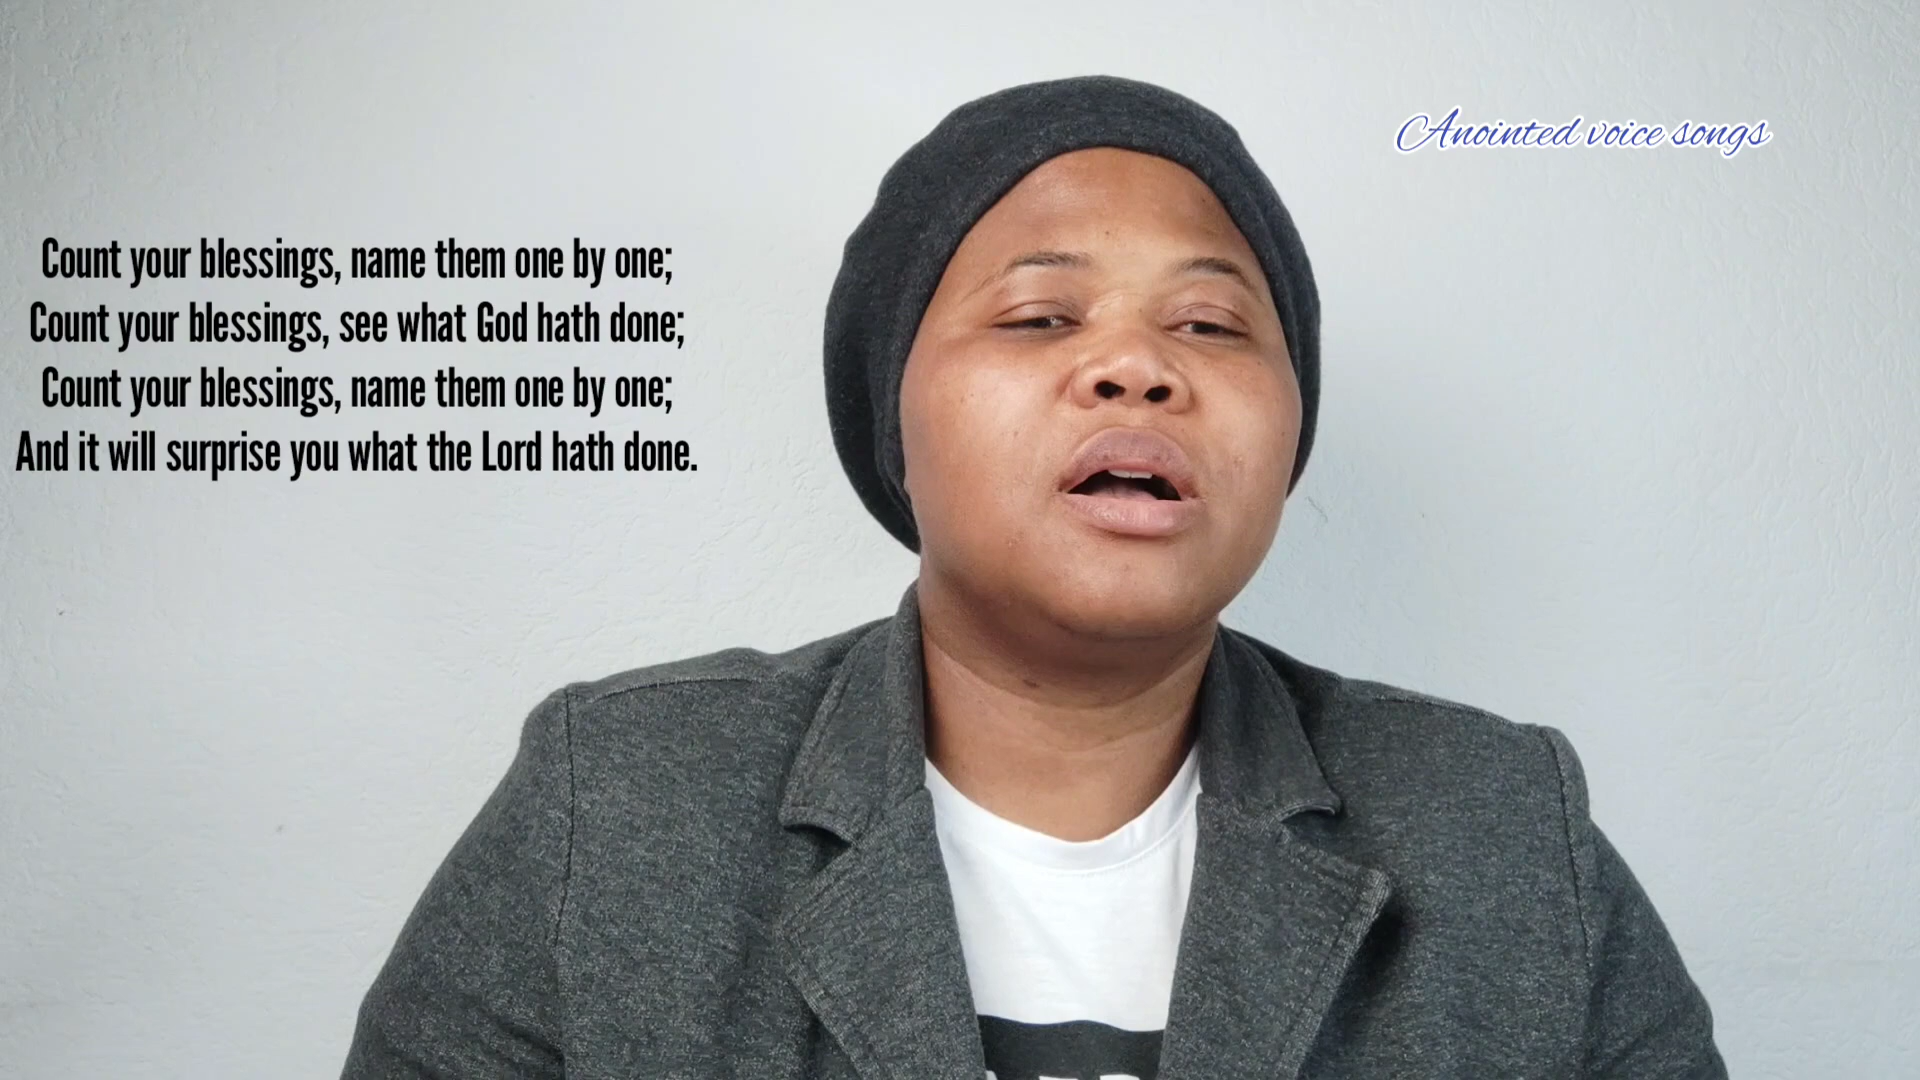 Anointed voice songs
Count your blessings, name them one by one;
Count your blessings, see what God hath done;
Count your blessings, name them one by one;
And it will surprise you what the Lord hath done.